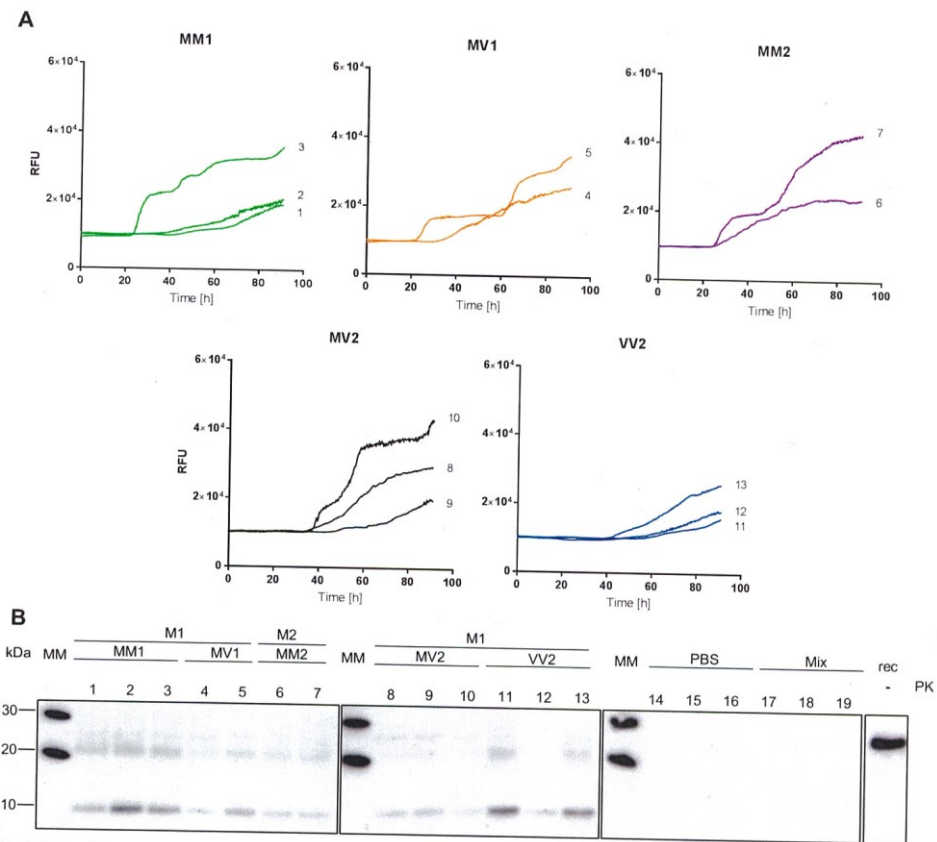 A
MM1
MV1
MM2
6×10⁴
4×10⁴
2×10⁴
0
RFU
3
2
1
0 20 40 60 80 100
Time [h]
6×10⁴
4×10⁴
2×10⁴
0
5
4
0 20 40 60 80 100
Time [h]
6×10⁴
4×10⁴
2×10⁴
0
7
6
0 20 40 60 80 100
Time [h]
MV2
VV2
6×10⁴
4×10⁴
2×10⁴
0
RFU
10
8
9
0 20 40 60 80 100
Time [h]
6×10⁴
4×10⁴
2×10⁴
0
13
12
11
0 20 40 60 80 100
Time [h]
B
M1 M2 M1
kDa MM MM1 MV1 MM2 MM MV2 VV2 MM PBS Mix rec
1 2 3 4 5 6 7 8 9 10 11 12 13 14 15 16 17 18 19 - PK
30
20
10